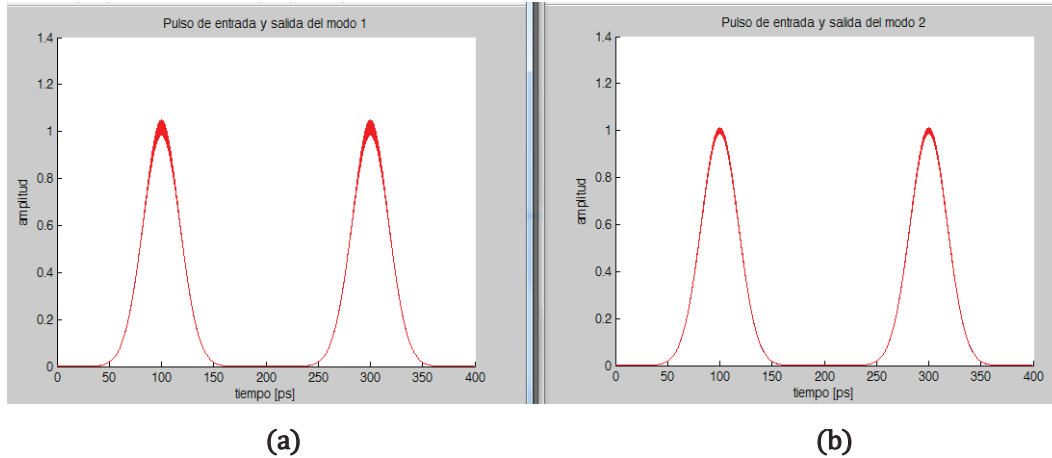 Pulso de entrada y salida del modo 1
1.4
1.2
1
0.8
0.6
0.4
0.2
0
amplitud
0 50 100 150 200 250 300 350 400
tiempo [ps]
(a)
Pulso de entrada y salida del modo 2
1.4
1.2
1
0.8
0.6
0.4
0.2
0
amplitud
0 50 100 150 200 250 300 350 400
tiempo [ps]
(b)